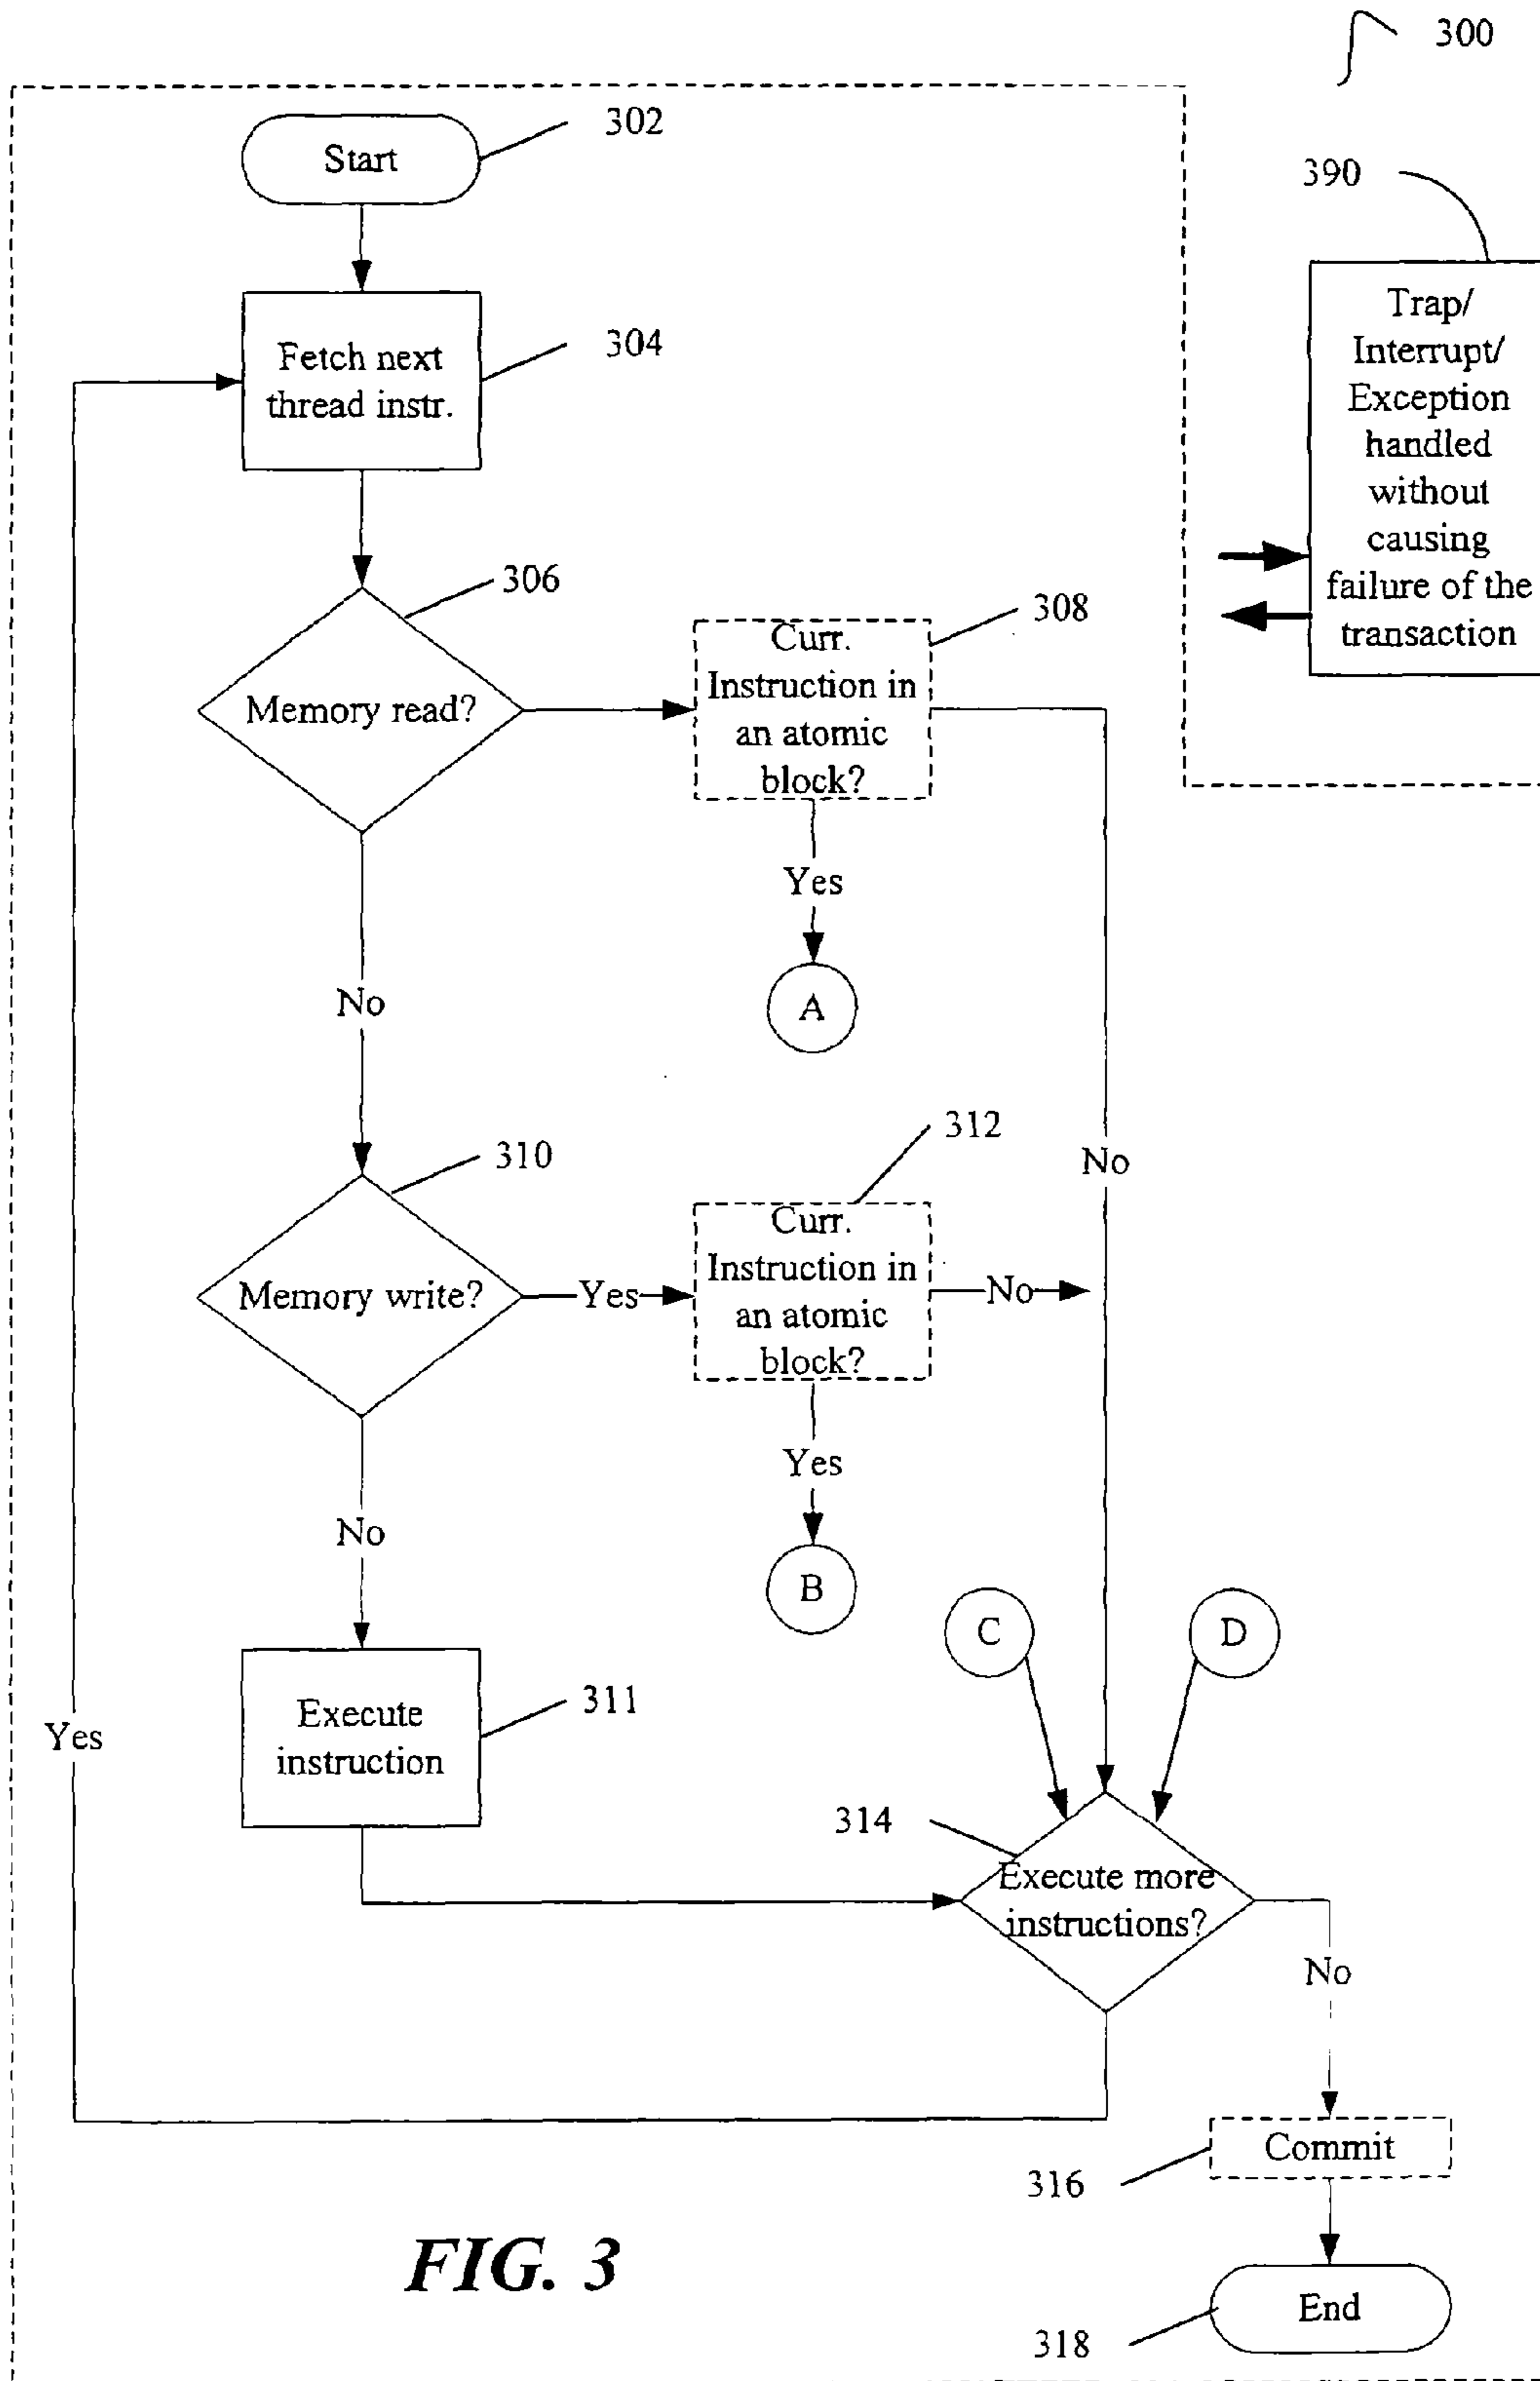 300
302
Start
390
Trap/
Interrupt/
Exception
handled
without
causing
failure of the
transaction
Fetch next
thread instr.
304
306
Memory read?
308
Curr.
Instruction in
an atomic
block?
Yes
A
No
No
310
Memory write?
Yes
312
Curr.
Instruction in
an atomic
block?
No
Yes
B
No
Execute
instruction
311
C
D
Yes
314
Execute more
instructions?
No
Commit
316
End
318
FIG. 3